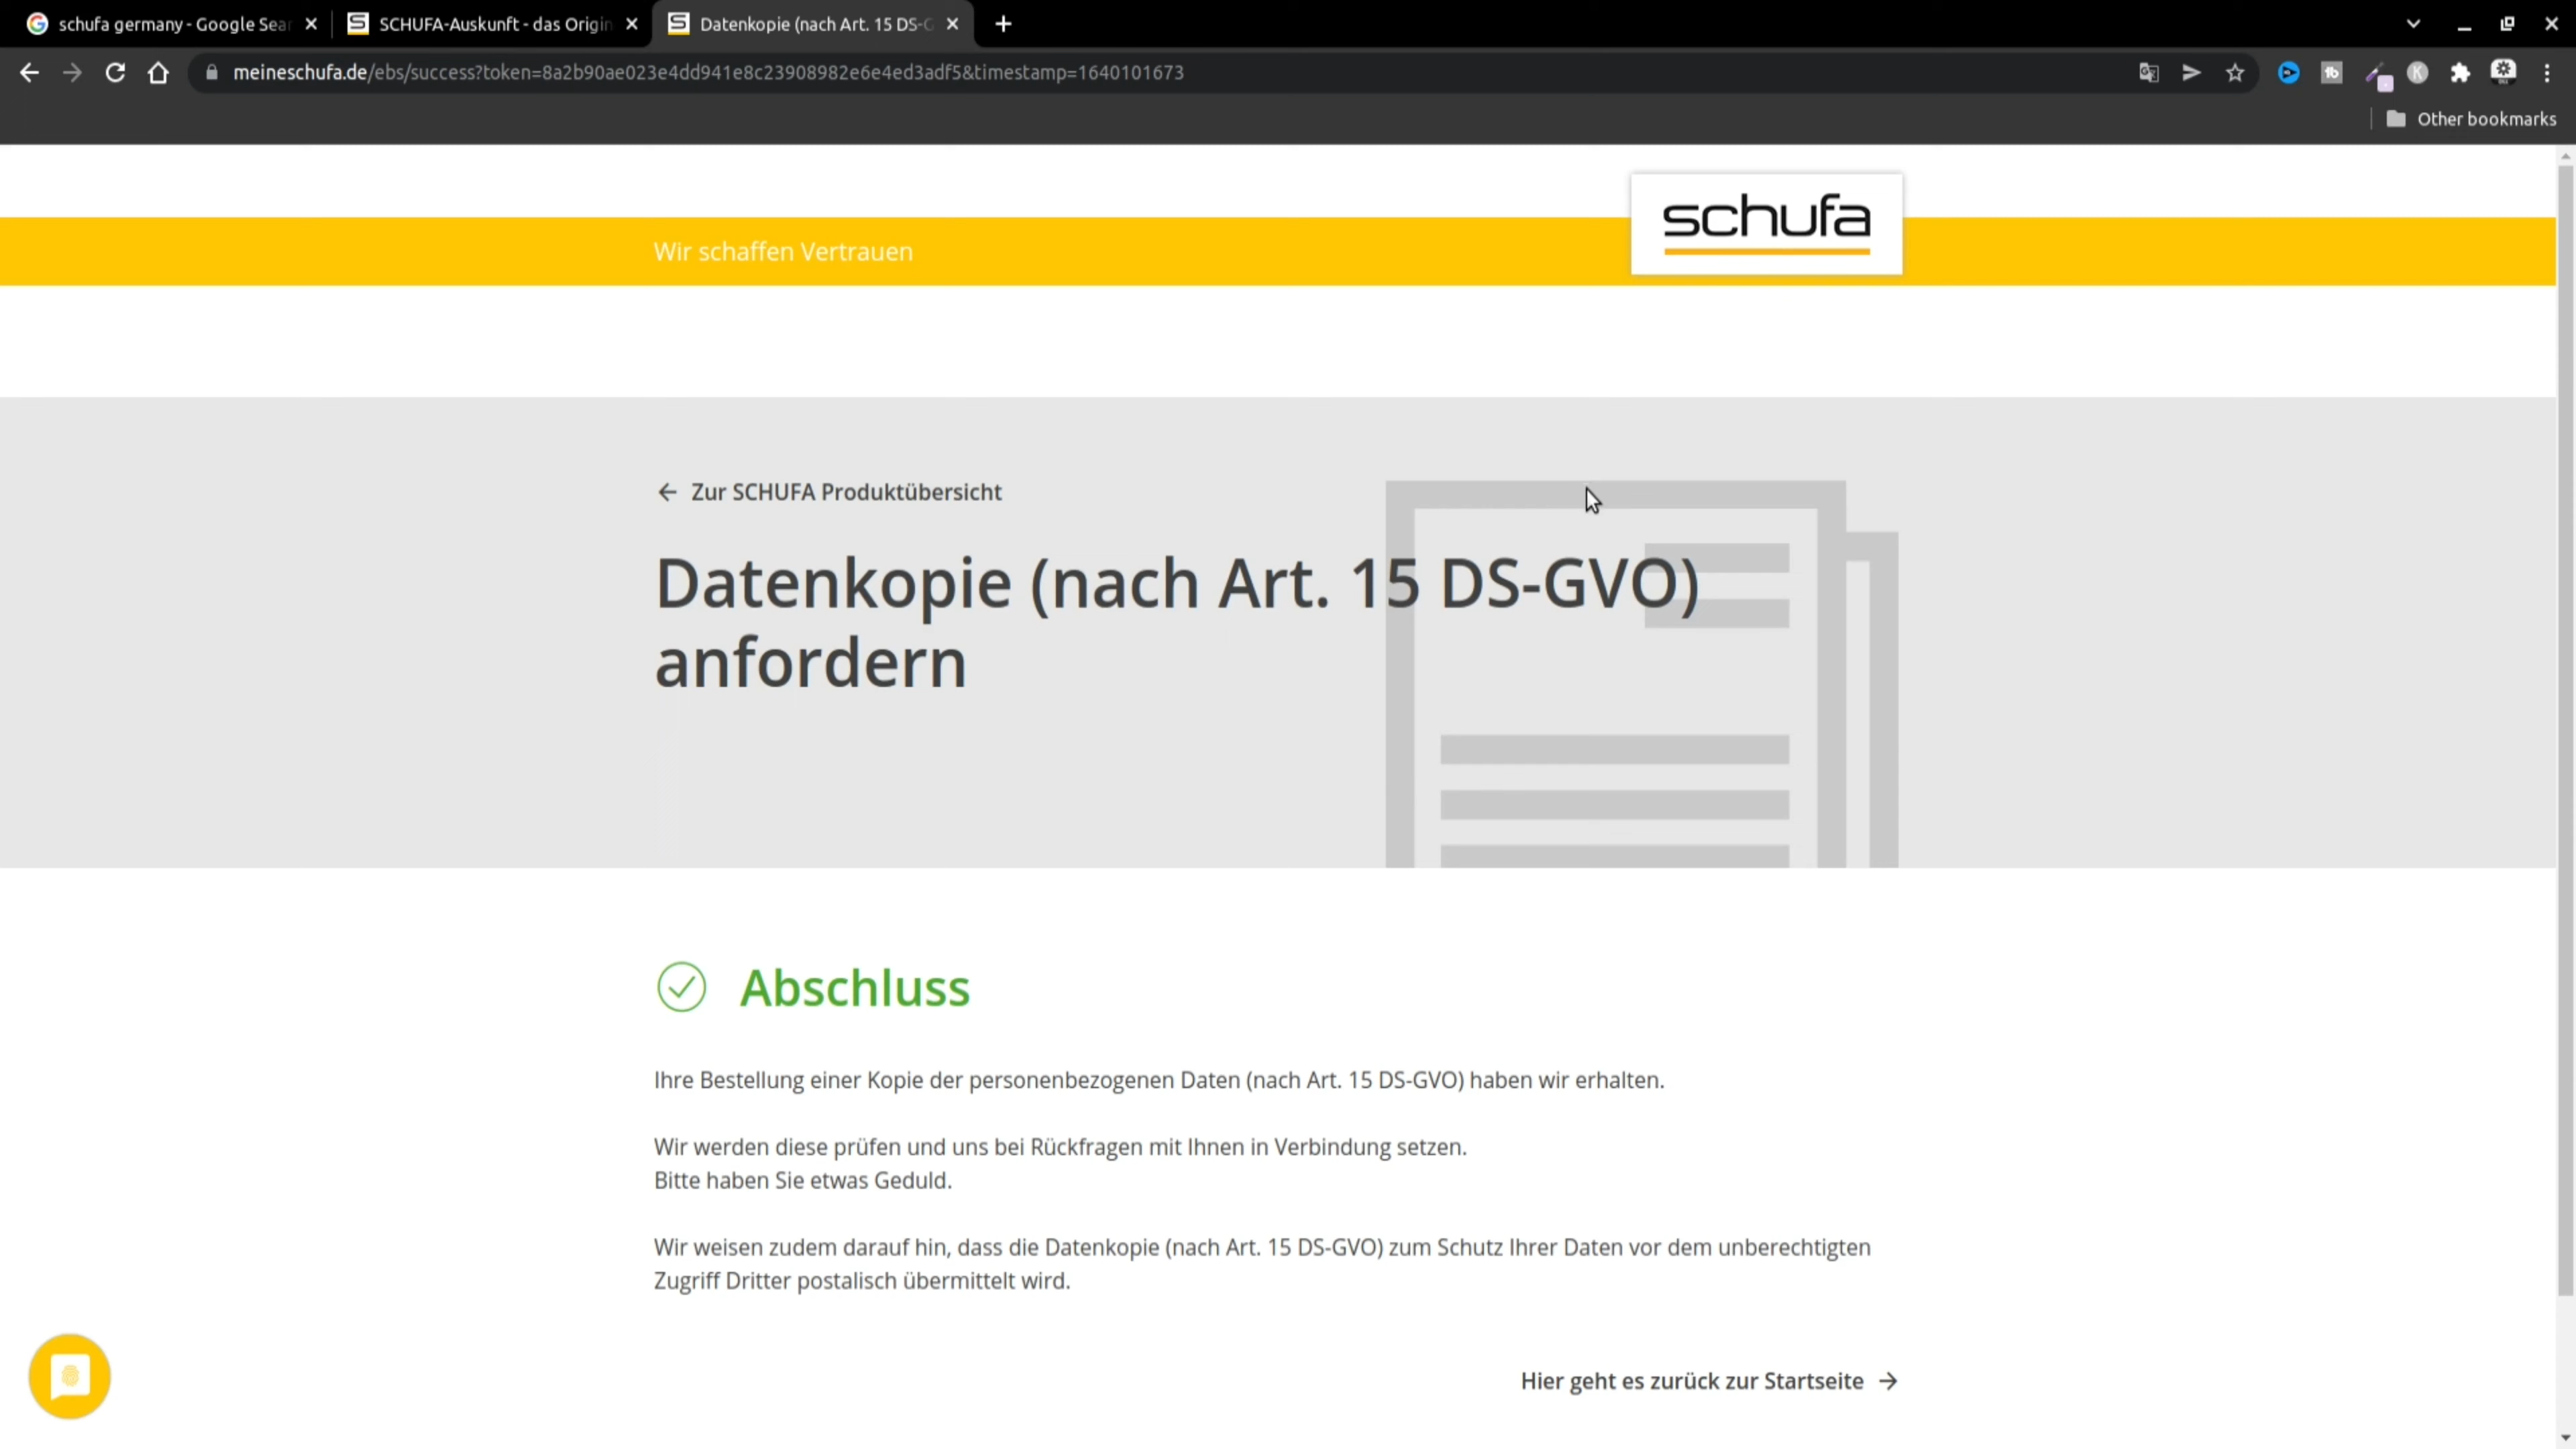 schufa germany - Google Sear
SCHUFA-Auskunft - das Origin
Datenkopie (nach Art. 15 DS-G
meineschufa.de/ebs/success?token=8a2b90ae023e4dd941e8c23908982e6e4ed3adf5&timestamp=1640101673
Other bookmarks
schufa
Wir schaffen Vertrauen
Zur SCHUFA Produktübersicht
Datenkopie (nach Art. 15 DS-GVO)
anfordern
Abschluss
Ihre Bestellung einer Kopie der personenbezogenen Daten (nach Art. 15 DS-GVO) haben wir erhalten.
Wir werden diese prüfen und uns bei Rückfragen mit Ihnen in Verbindung setzen.
Bitte haben Sie etwas Geduld.
Wir weisen zudem darauf hin, dass die Datenkopie (nach Art. 15 DS-GVO) zum Schutz Ihrer Daten vor dem unberechtigten
Zugriff Dritter postalisch übermittelt wird.
Hier geht es zurück zur Startseite